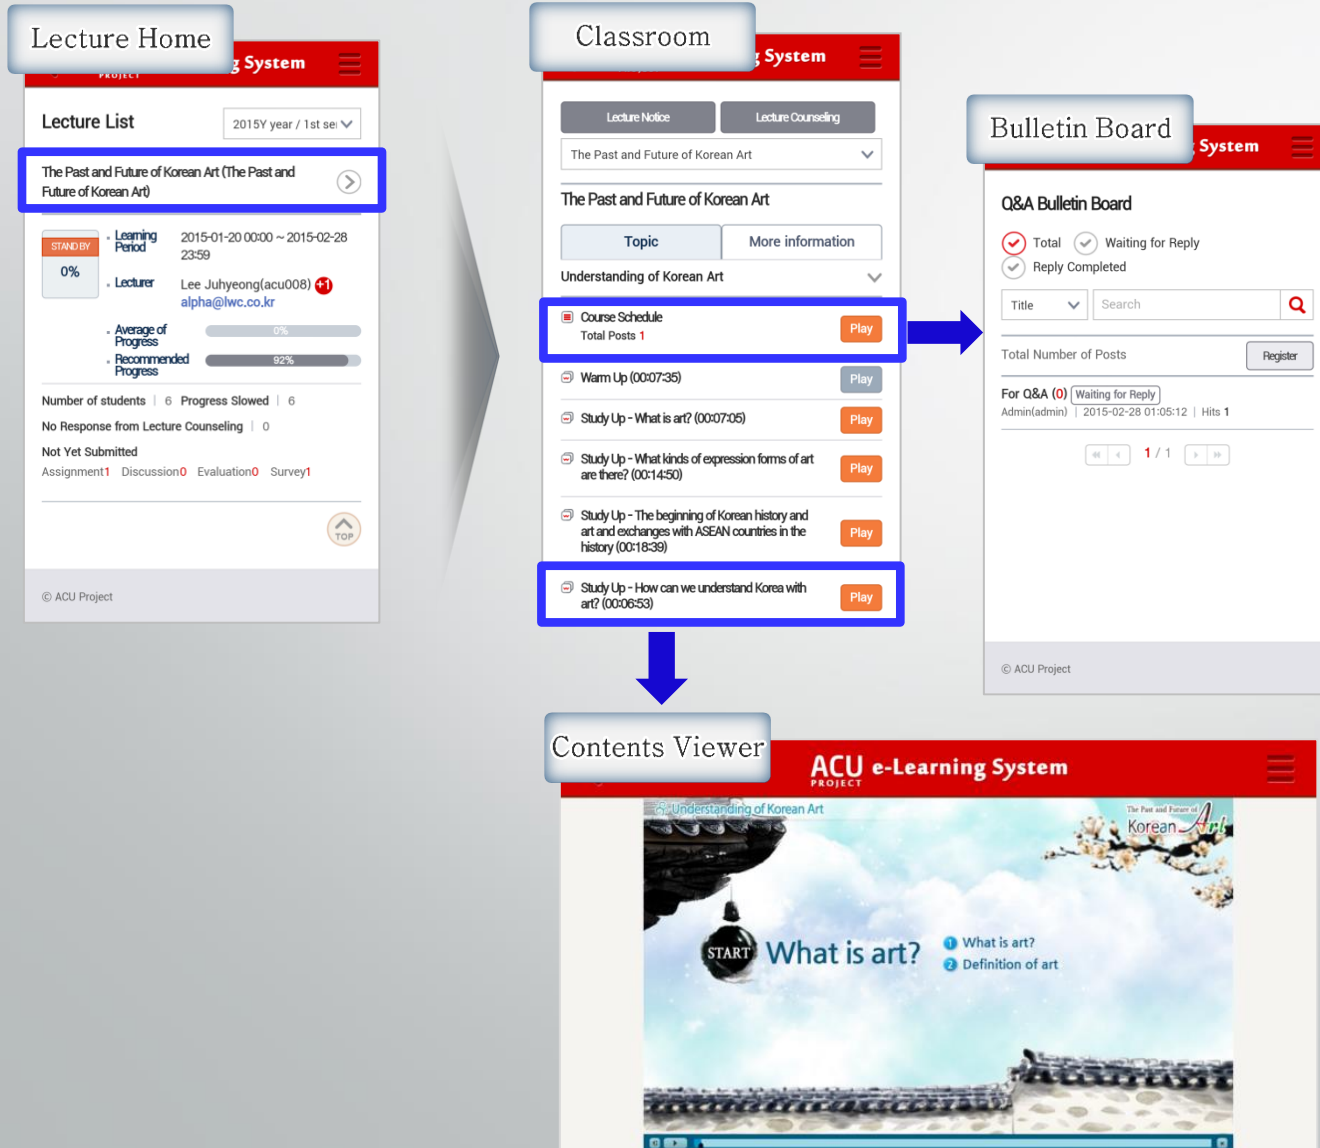 Lecture Home
g System
PROJECT
Lecture List
2015Y year / 1st se
The Past and Future of Korean Art (The Past and
Future of Korean Art)
STAND BY
0%
Learning
Period
2015-01-20 00:00 ~ 2015-02-28
23:59
Lecturer
Lee Juhyeong(acu008) +1
alpha@lwc.co.kr
Average of
Progress
0%
Recommended
Progress
92%
Number of students | 6 Progress Slowed | 6
No Response from Lecture Counseling | 0
Not Yet Submitted
Assignment1 Discussion0 Evaluation0 Survey1
TOP
© ACU Project
Classroom
g System
Lecture Notice
Lecture Counseling
The Past and Future of Korean Art
The Past and Future of Korean Art
Topic
More information
Understanding of Korean Art
Course Schedule
Total Posts 1
Play
Warm Up (00:07:35)
Play
Study Up - What is art? (00:07:05)
Play
Study Up - What kinds of expression forms of art
are there? (00:14:50)
Play
Study Up - The beginning of Korean history and
art and exchanges with ASEAN countries in the
history (00:18:39)
Play
Study Up - How can we understand Korea with
art? (00:06:53)
Play
Bulletin Board
System
Q&A Bulletin Board
Total
Waiting for Reply
Reply Completed
Title
Search
Total Number of Posts
Register
For Q&A (0) Waiting for Reply
Admin(admin) | 2015-02-28 01:05:12 | Hits 1
1 / 1
© ACU Project
Contents Viewer
ACU e-Learning System
PROJECT
Understanding of Korean Art
The Past and Future of
Korean Art
START
What is art?
1 What is art?
2 Definition of art